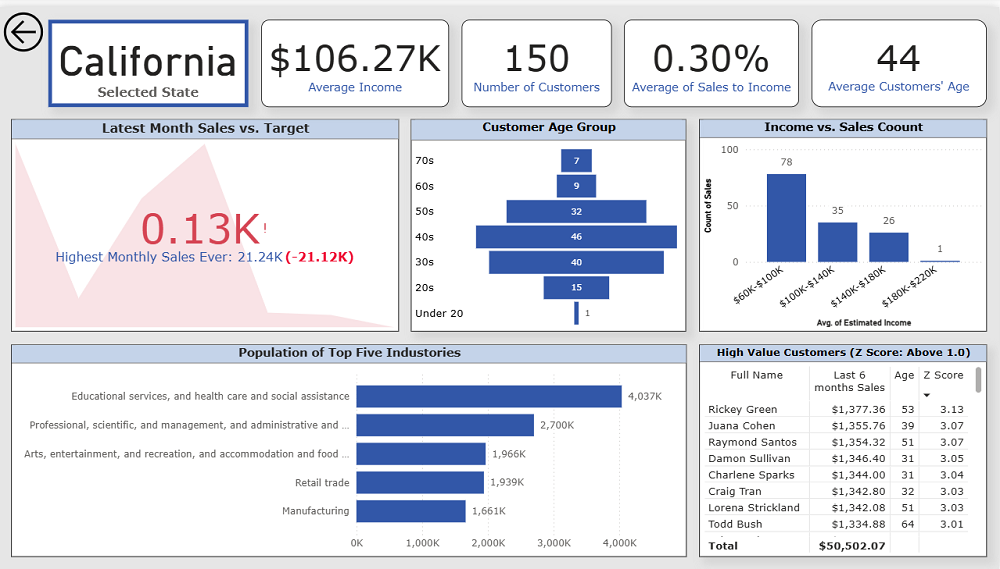 California
Selected State
$106.27K
Average Income
150
Number of Customers
0.30%
Average of Sales to Income
44
Average Customers' Age
Latest Month Sales vs. Target
0.13K!
Highest Monthly Sales Ever: 21.24K (-21.12K)
Customer Age Group
70s 7
60s 9
50s 32
40s 46
30s 40
20s 15
Under 20 1
Income vs. Sales Coount
Count of Sales
100
50
0
78
35
26
1
$60K-$100K
$100K-$140K
$140K-$180K
$180K-$220K
Avg. of Estimated Income
Population of Top Five Industories
Educational services, and health care and social assistance 4,037K
Professional, scientific, and management, and administrative and ... 2,700K
Arts, entertainment, and recreation, and accommodation and food ... 1,966K
Retail trade 1,939K
Manufacturing 1,661K
0K 1,000K 2,000K 3,000K 4,000K
High Value Customers (Z Score: Above 1.0)
Full Name Last 6 months Sales Age Z Score
Rickey Green $1,377.36 53 3.13
Juana Cohen $1,355.76 39 3.07
Raymond Santos $1,354.32 51 3.07
Damon Sullivan $1,346.40 31 3.05
Charlene Sparks $1,344.00 31 3.04
Craig Tran $1,342.80 32 3.03
Lorena Strickland $1,342.08 51 3.03
Todd Bush $1,334.88 64 3.01
Total $50,502.07